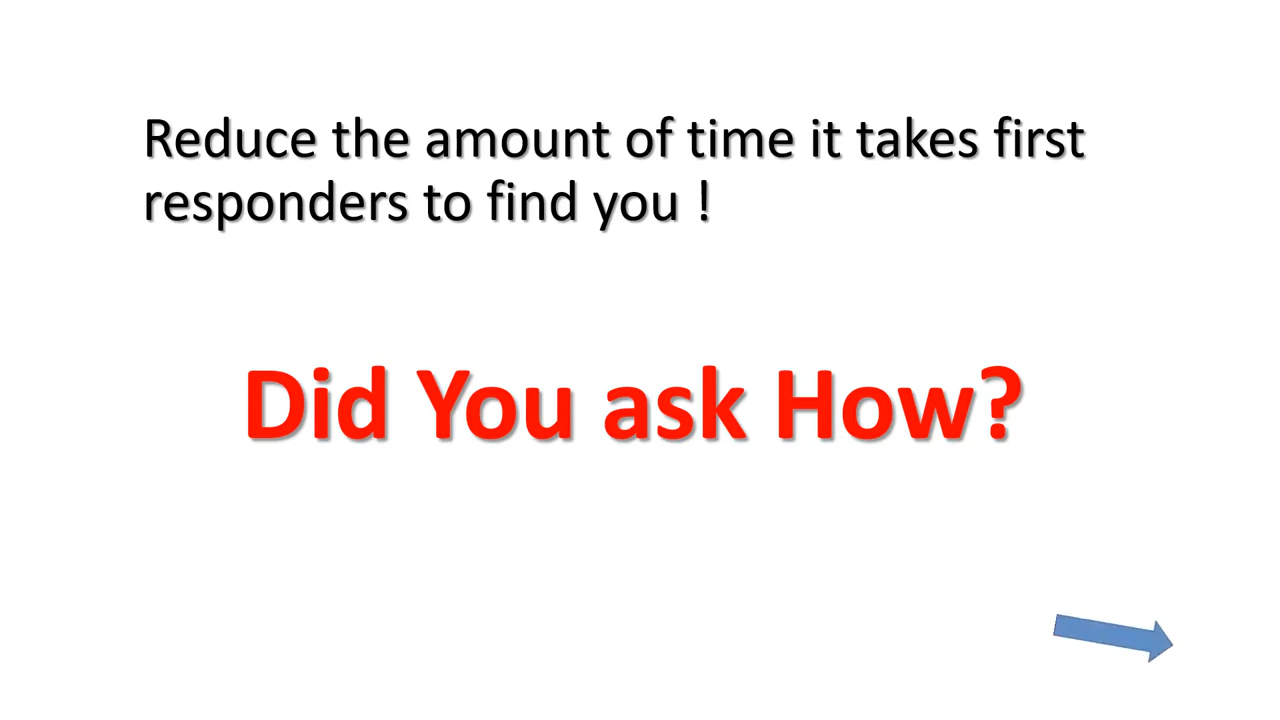 Reduce the amount of time it takes first
responders to find you !
Did You ask How?